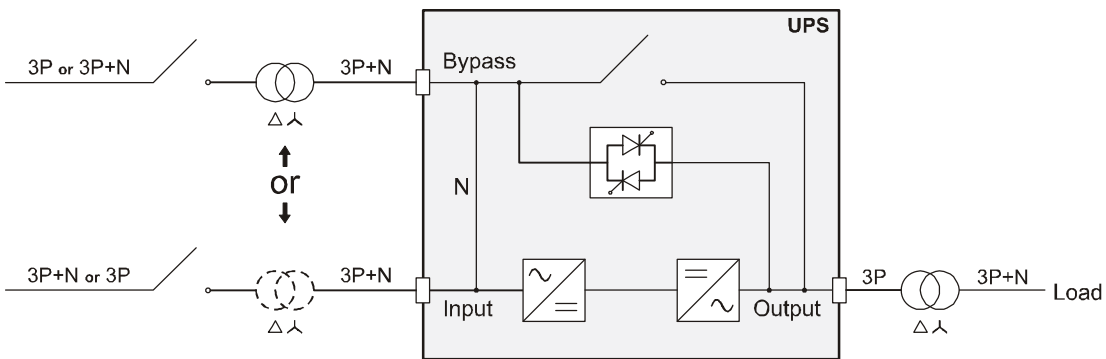 UPS
3P or 3P+N
3P+N
Bypass
△ ⅄
or
N
3P+N or 3P
3P+N
Input
Output
3P
3P+N
Load
△ ⅄
△ ⅄